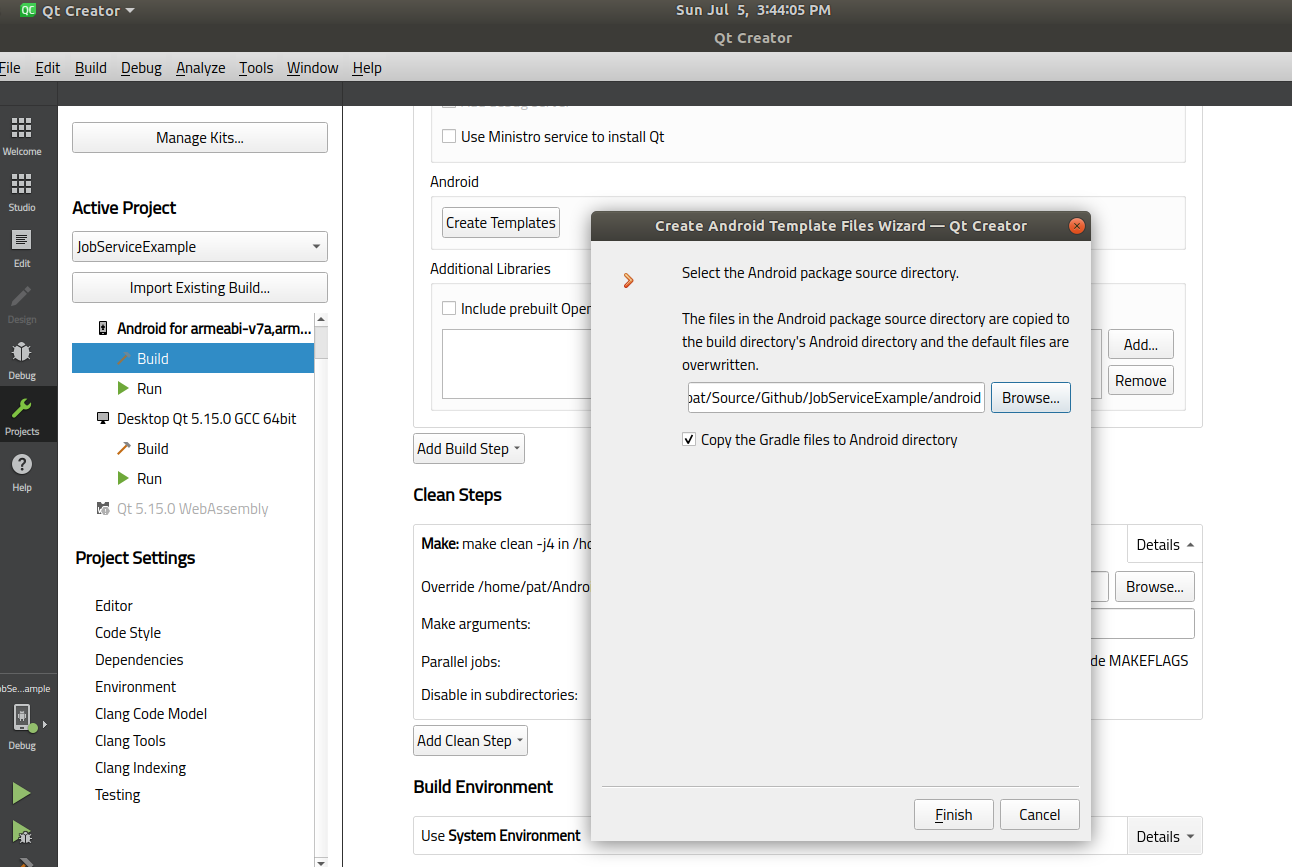 QC Qt Creator
Sun Jul 5, 3:44:05 PM
Qt Creator
File Edit Build Debug Analyze Tools Window Help
Welcome
Studio
Edit
Design
Debug
Projects
Help
bSe...ample
Debug
Manage Kits...
Active Project
JobServiceExample
Import Existing Build...
Android for armeabi-v7a,arm...
Build
Run
Desktop Qt 5.15.0 GCC 64bit
Build
Run
Qt 5.15.0 WebAssembly
Project Settings
Editor
Code Style
Dependencies
Environment
Clang Code Model
Clang Tools
Clang Indexing
Testing
Use Ministro service to install Qt
Android
Create Templates
Additional Libraries
Include prebuilt Open
Add...
Remove
Add Build Step
Clean Steps
Make: make clean -j4 in /ho
Details
Override /home/pat/Andro
Browse...
Make arguments:
Parallel jobs:
de MAKEFLAGS
Disable in subdirectories:
Add Clean Step
Build Environment
Use System Environment
Details
Create Android Template Files Wizard — Qt Creator
Select the Android package source directory.
The files in the Android package source directory are copied to
the build directory's Android directory and the default files are
overwritten.
pat/Source/Github/JobServiceExample/android
Browse...
Copy the Gradle files to Android directory
Finish
Cancel